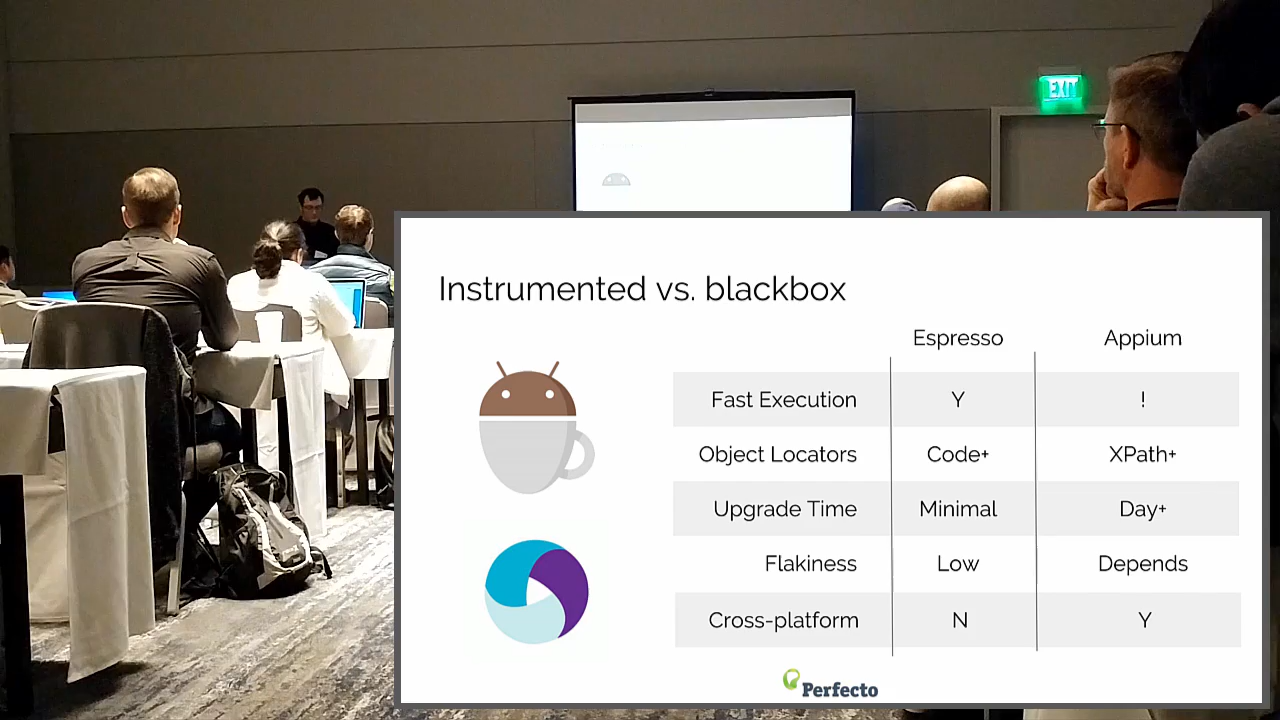 EXIT
Instrumented vs. blackbox
Espresso Appium
Fast Execution Y !
Object Locators Code+ XPath+
Upgrade Time Minimal Day+
Flakiness Low Depends
Cross-platform N Y
Perfecto